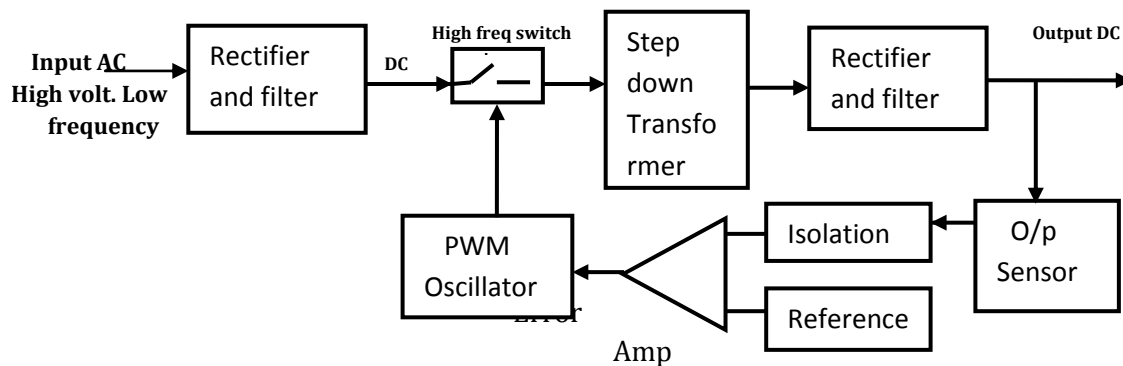 Input AC
High volt. Low
frequency
Rectifier
and filter
DC
High freq switch
Step
down
Transfo
rmer
Rectifier
and filter
Output DC
PWM
Oscillator
Error
Amp
Isolation
Reference
O/p
Sensor